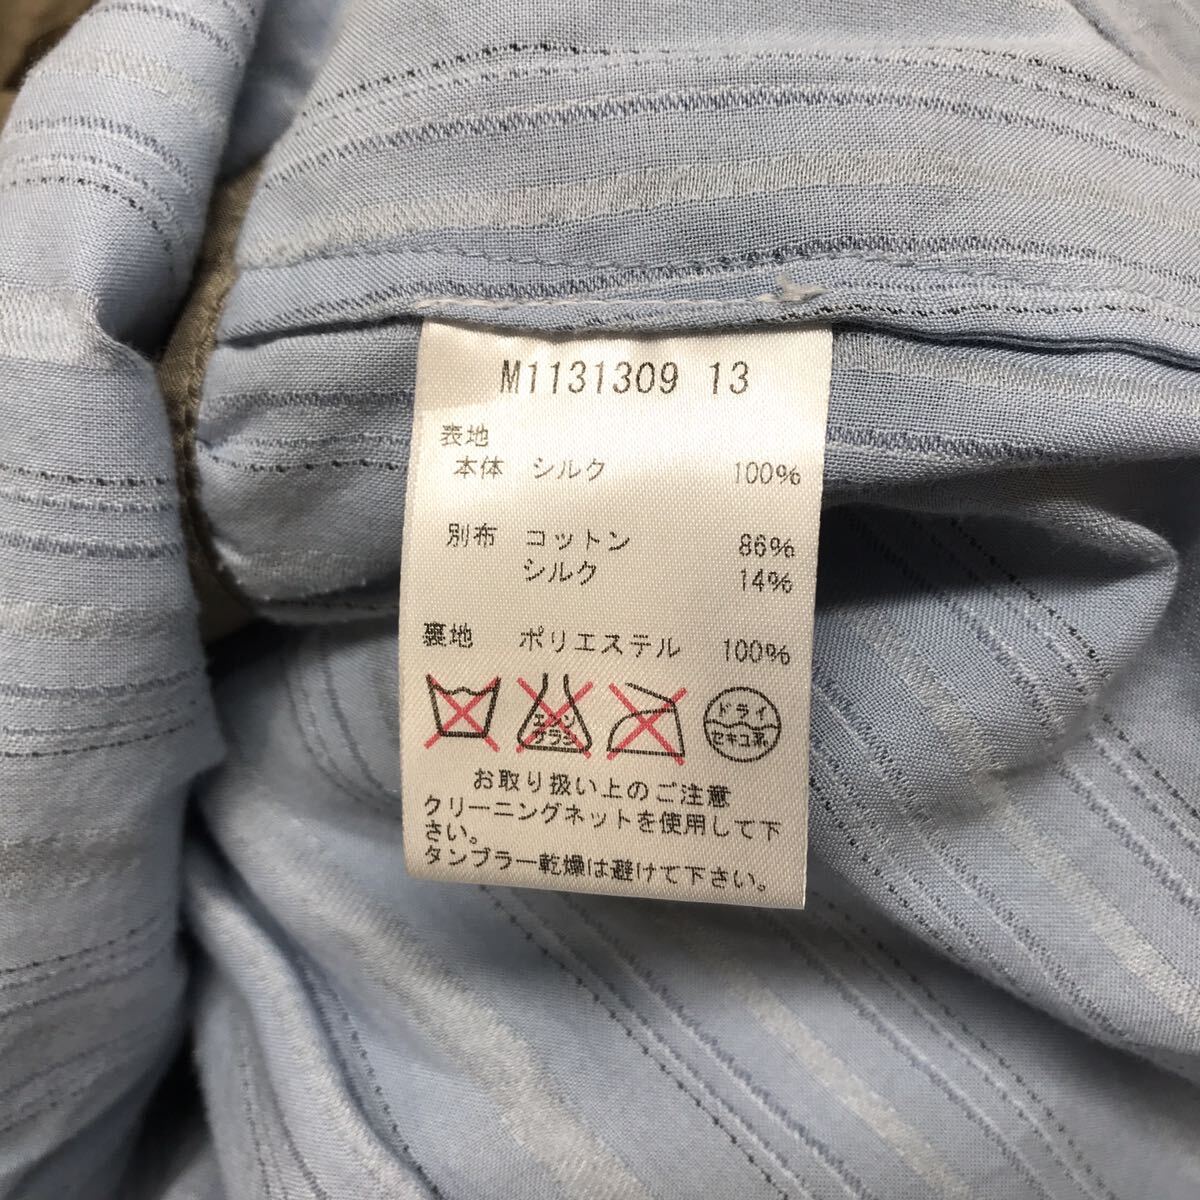 M1131309 13
表地
本体 シルク 100%
別布 コットン 86%
シルク 14%
裏地 ポリエステル 100%
エンソ
サラシ
ドライ
セキユ系
お取り扱い上のご注意
クリーニングネットを使用して下
さい。
タンブラー乾燥は避けて下さい。